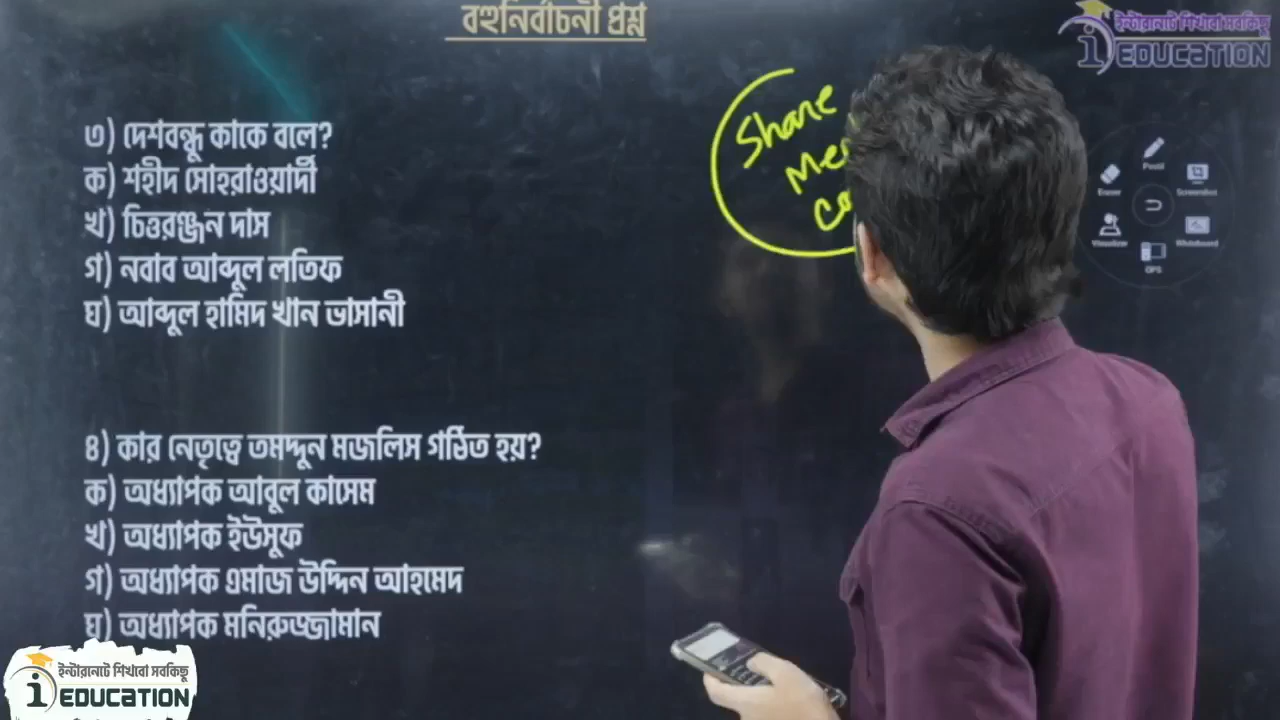 বহুনির্বাচনী প্রশ্ন
ইন্টারনেটে শিখবো সবকিছু
i EDUCATION
৩) দেশবন্ধু কাকে বলে?
ক) শহীদ সোহরাওয়ার্দী
খ) চিত্তরঞ্জন দাস
গ) নবাব আব্দুল লতিফ
ঘ) আব্দুল হামিদ খান ভাসানী
Share
Pencil
Eraser
Screenshot
Visualizer
Whiteboard
৪) কার নেতৃত্বে তমদ্দুন মজলিস গঠিত হয়?
ক) অধ্যাপক আবুল কাসেম
খ) অধ্যাপক ইউসুফ
গ) অধ্যাপক এমাজ উদ্দিন আহমেদ
ঘ) অধ্যাপক মনিরুজ্জামান
ইন্টারনেটে শিখবো সবকিছু
i EDUCATION